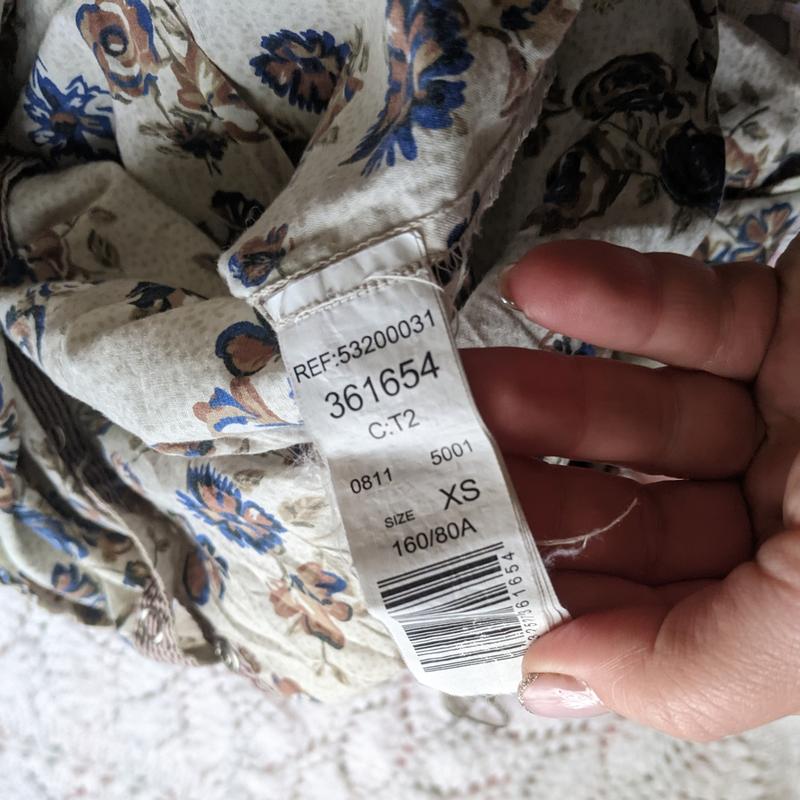 REF:53200031
361654
C:T2
0811 5001
SIZE XS
160/80A